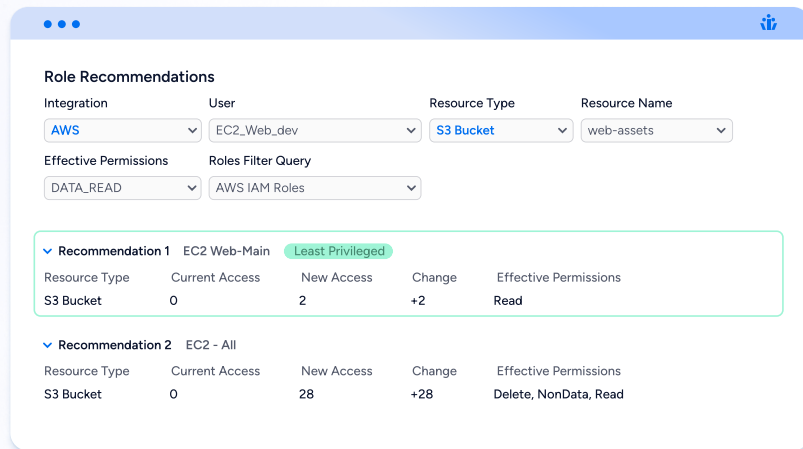 Role Recommendations
Integration User Resource Type Resource Name
AWS EC2_Web_dev S3 Bucket web-assets
Effective Permissions Roles Filter Query
DATA_READ AWS IAM Roles
Recommendation 1 EC2 Web-Main Least Privileged
Resource Type Current Access New Access Change Effective Permissions
S3 Bucket 0 2 +2 Read
Recommendation 2 EC2 - All
Resource Type Current Access New Access Change Effective Permissions
S3 Bucket 0 28 +28 Delete, NonData, Read